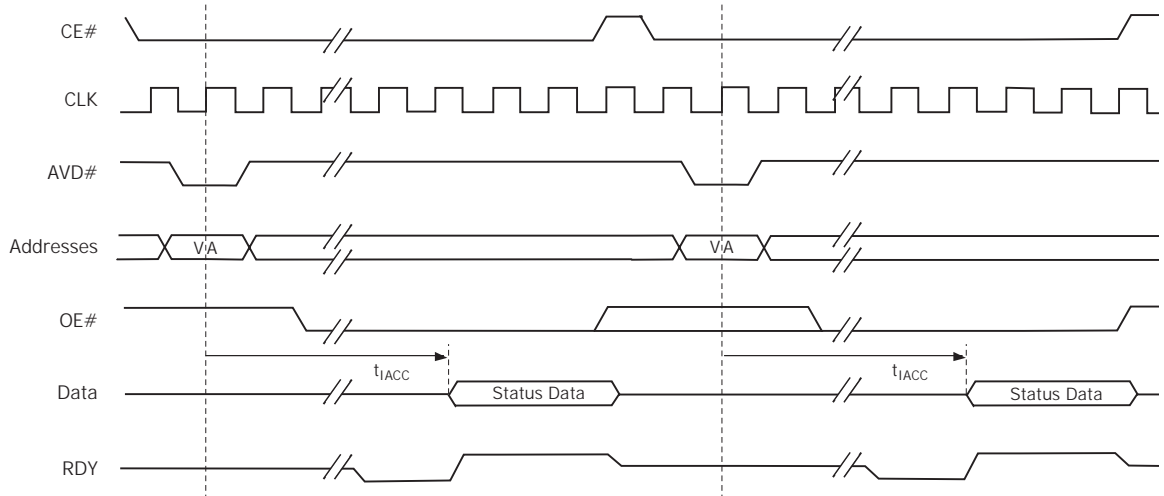 CE#
CLK
AVD#
Addresses
VA
VA
OE#
tIACC
tIACC
Data
Status Data
Status Data
RDY